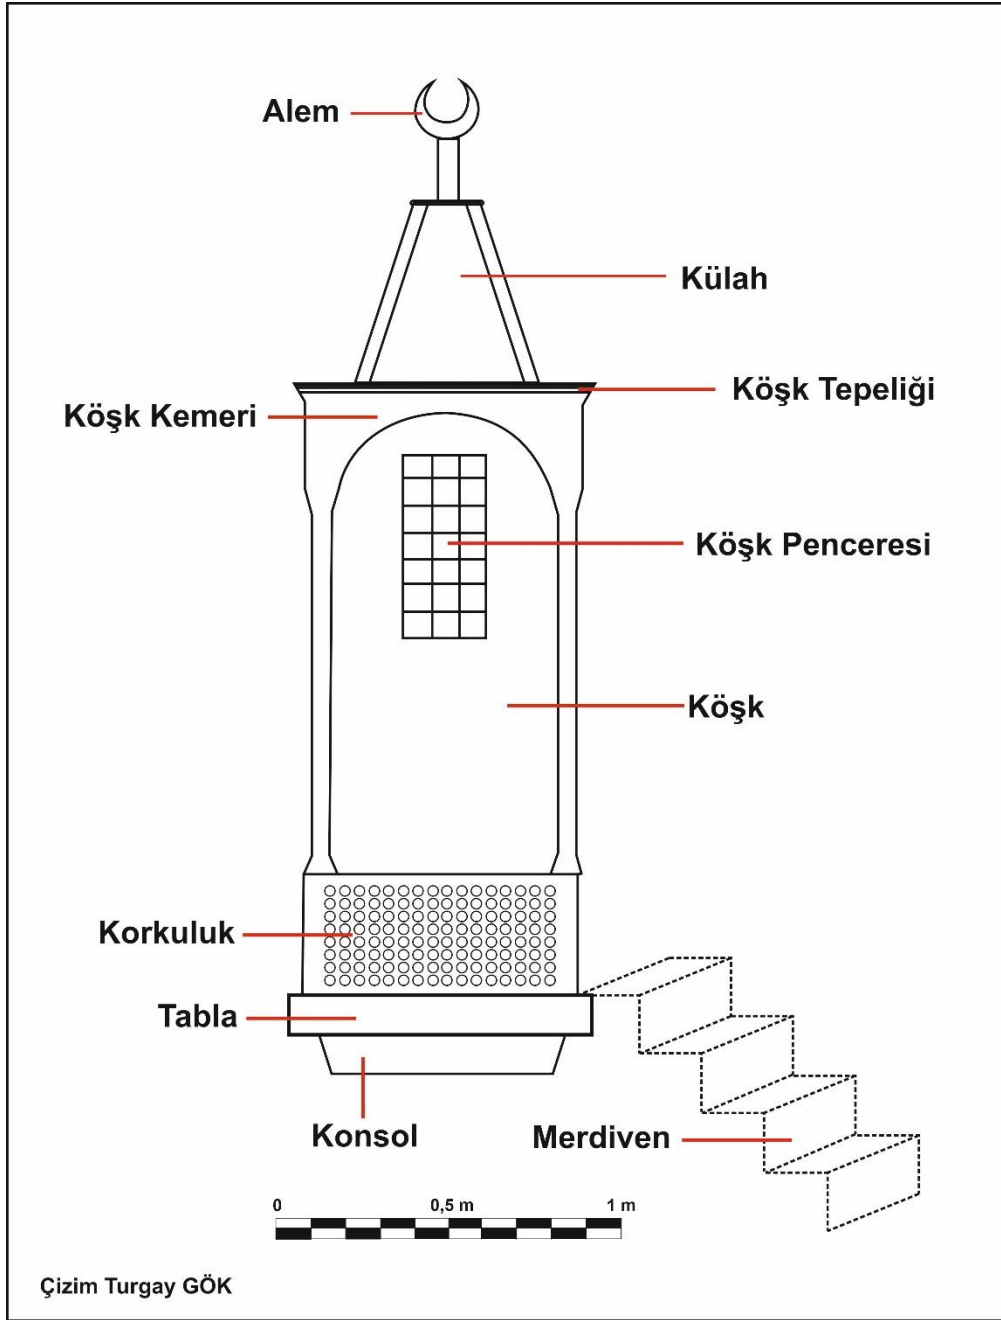 Alem
Külah
Köşk Tepeliği
Köşk Kemeri
Köşk Penceresi
Köşk
Korkuluk
Tabla
Konsol
Merdiven
0 0,5 m 1 m
Çizim Turgay GÖK